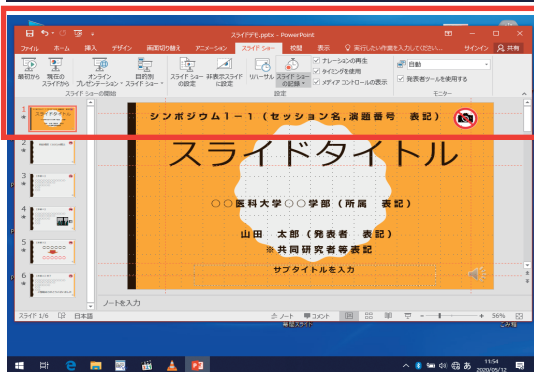 スライドデモ.pptx - PowerPoint
ファイル ホーム 挿入 デザイン 画面切り替え アニメーション スライド ショー 校閲 表示 実行したい作業を入力してください... サインイン 共有
最初から 現在のスライドから オンライン プレゼンテーション 目的別 スライド ショー スライド ショーの設定 非表示スライドに設定 リハーサル スライド ショーの記録
ナレーションの再生
タイミングを使用
メディア コントロールの表示
自動
発表者ツールを使用する
スライド ショーの開始 設定 モニター
1
2
3
4
5
6
シンポジウム1－1（セッション名,演題番号 表記）
スライドタイトル
〇〇医科大学〇〇学部（所属 表記）
山田 太郎（発表者 表記）
※共同研究者等表記
サブタイトルを入力
ノートを入力
スライド 1/6 日本語 ノート コメント 56%
ごみ箱
あ 11:54
2020/05/12